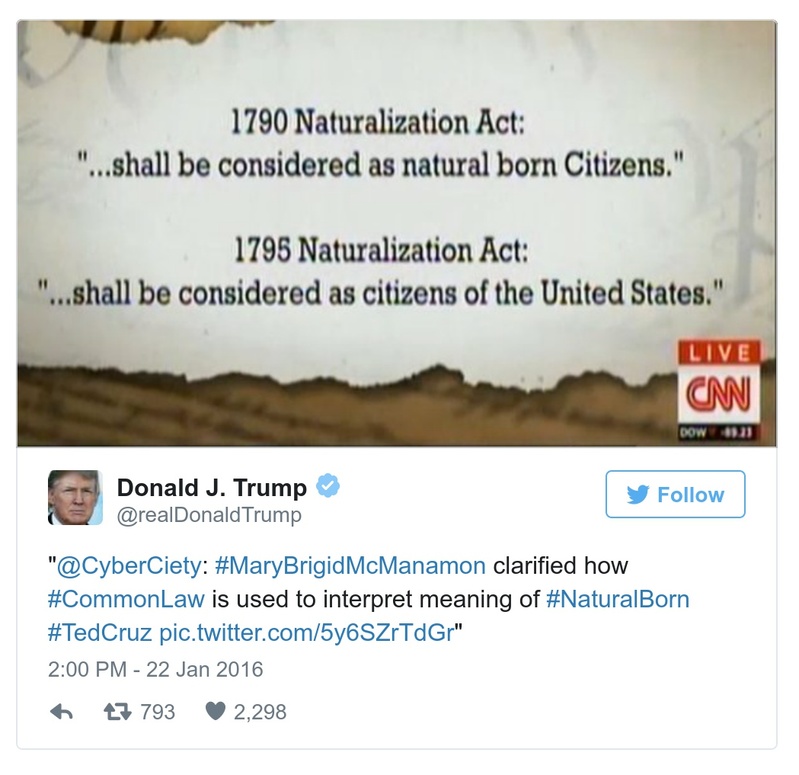 1790 Naturalization Act:
"...shall be considered as natural born Citizens."
1795 Naturalization Act:
"...shall be considered as citizens of the United States."
LIVE
CNN
DOW -89.23
Donald J. Trump
@realDonaldTrump
Follow
"@CyberCiety: #MaryBrigidMcManamon clarified how
#CommonLaw is used to interpret meaning of #NaturalBorn
#TedCruz pic.twitter.com/5y6SZrTdGr"
2:00 PM - 22 Jan 2016
793 2,298